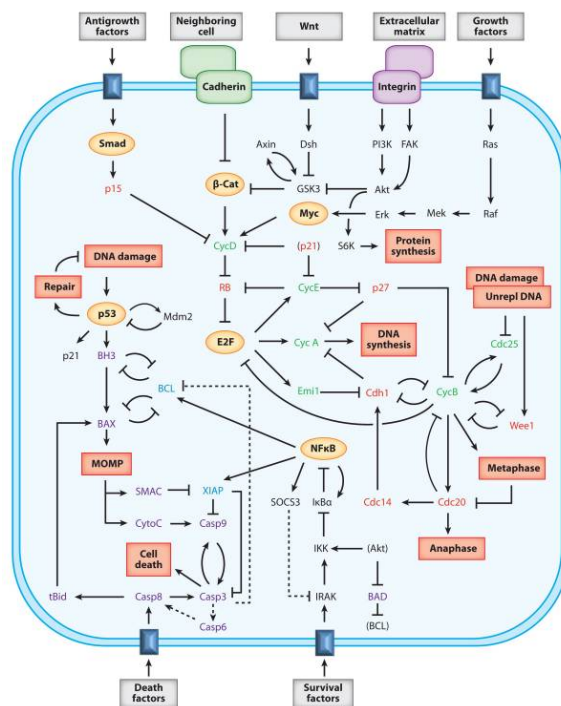 Antigrowth
factors
Neighboring
cell
Wnt
Extracellular
matrix
Growth
factors
Cadherin
Integrin
Smad
Axin
Dsh
PI3K
FAK
Ras
p15
β-Cat
GSK3
Akt
Myc
Erk
Mek
Raf
CycD
(p21)
S6K
Protein
synthesis
DNA damage
Repair
RB
CycE
p27
DNA damage
Unrepl DNA
p53
Mdm2
E2F
Cyc A
DNA
synthesis
Cdc25
p21
BH3
BCL
Emi1
Cdh1
CycB
Wee1
BAX
NFκB
MOMP
Metaphase
SMAC
XIAP
SOCS3
IκBα
Cdc14
Cdc20
CytoC
Casp9
IKK
(Akt)
Anaphase
Cell
death
tBid
Casp8
Casp3
IRAK
BAD
Casp6
(BCL)
Death
factors
Survival
factors